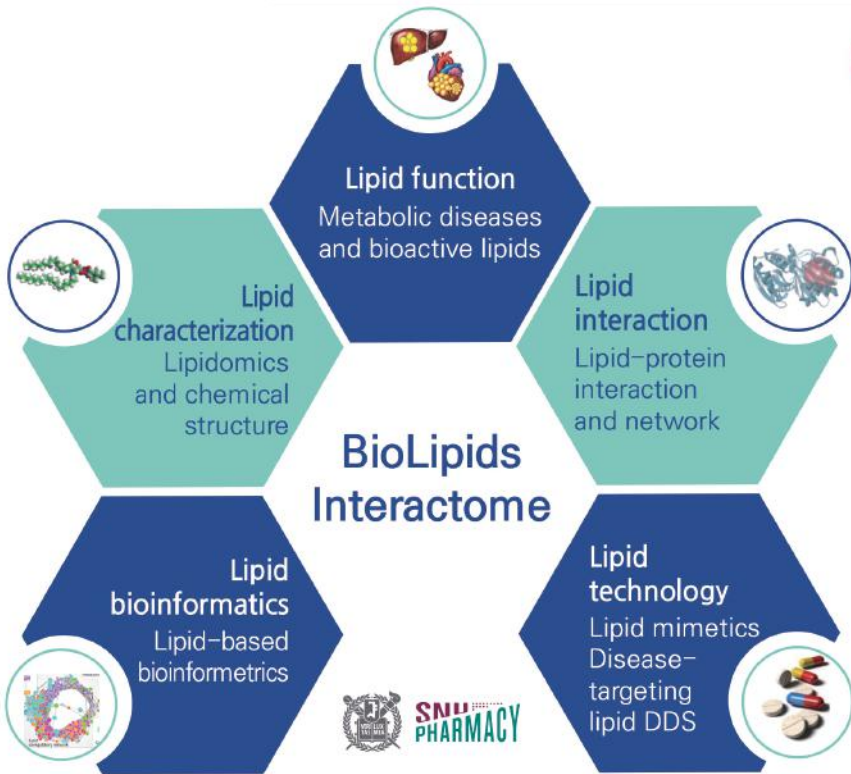 Lipid function
Metabolic diseases
and bioactive lipids
Lipid
characterization
Lipidomics
and chemical
structure
Lipid
interaction
Lipid-protein
interaction
and network
BioLipids
Interactome
Lipid
bioinformatics
Lipid-based
bioinformetrics
Lipid
technology
Lipid mimetics
Disease-
targeting
lipid DDS
SNU
PHARMACY